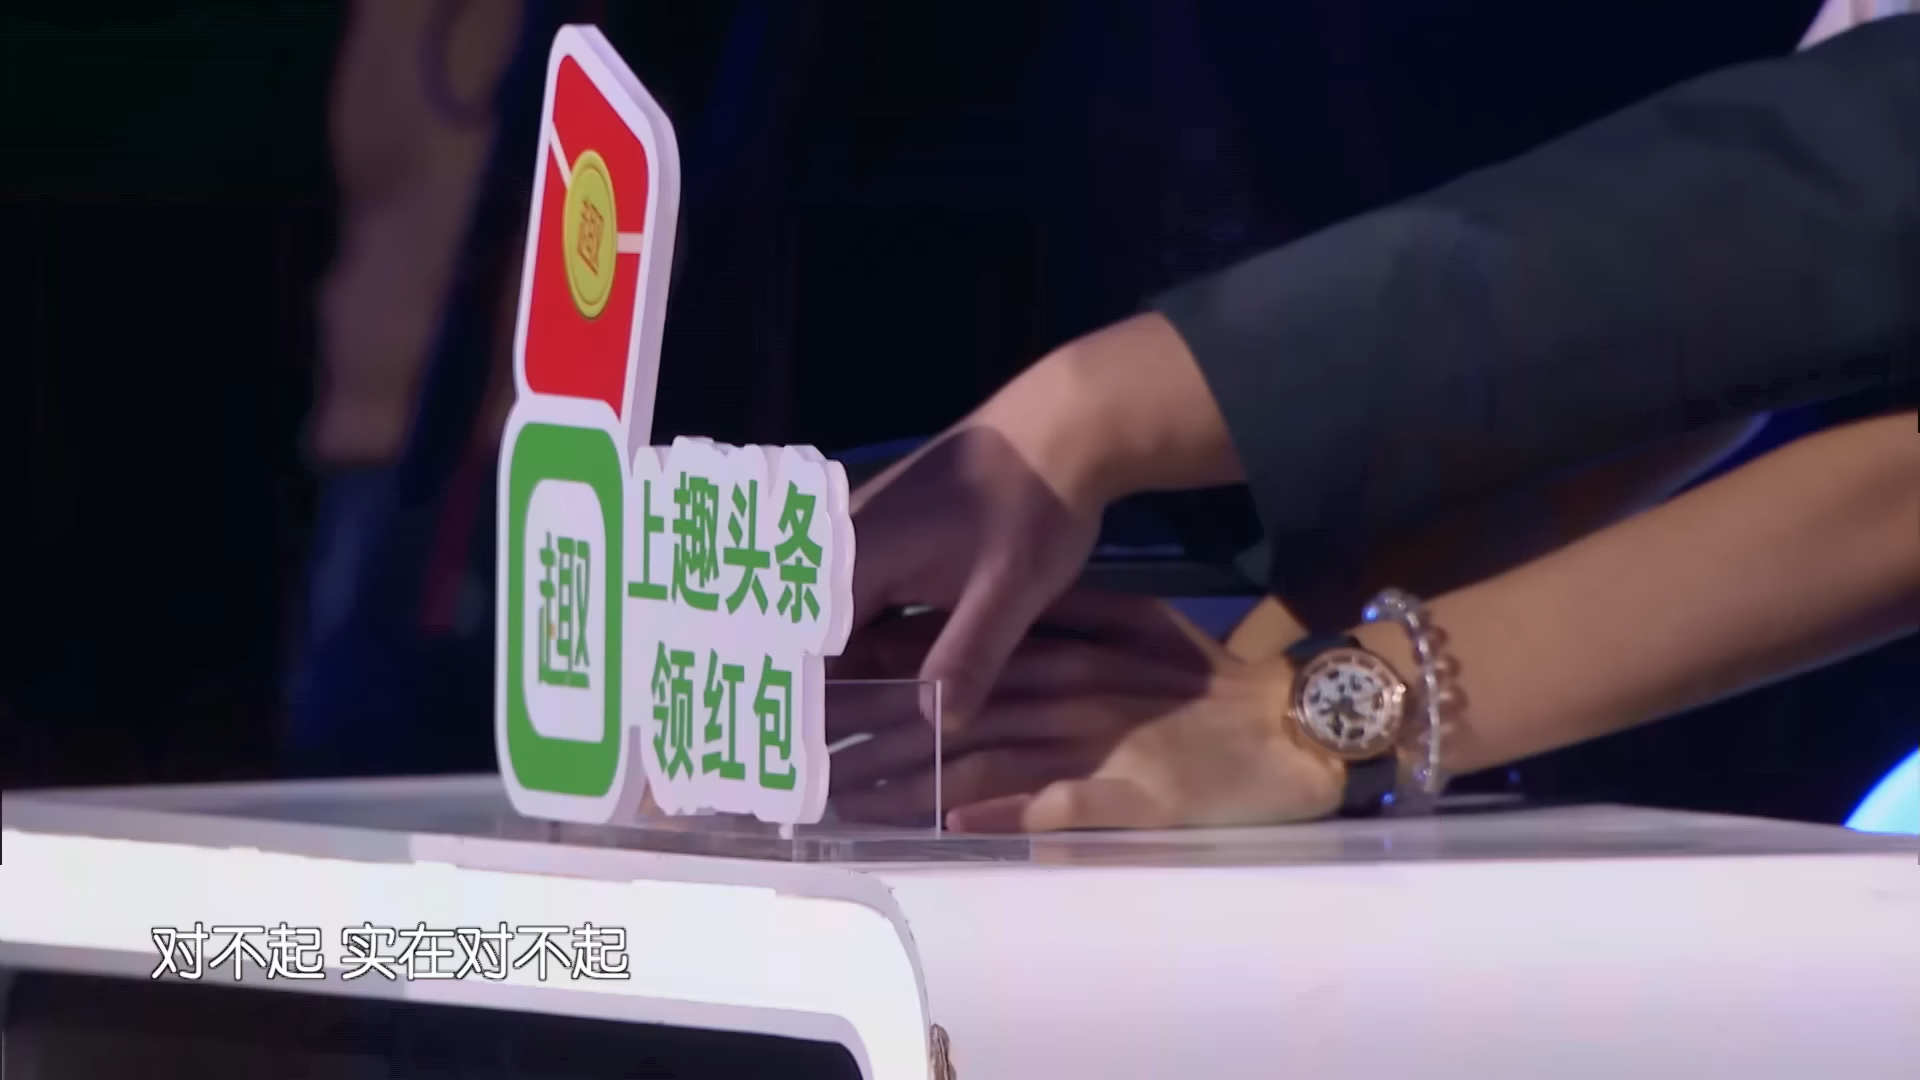 趣
趣
上趣头条
领红包
对不起 实在对不起